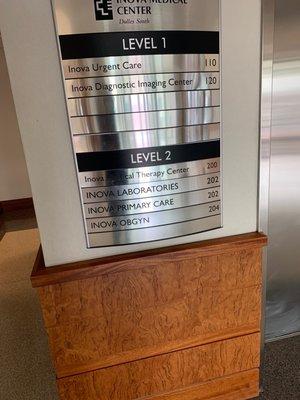 INOVA MEDICAL
CENTER
Dulles South
LEVEL 1
Inova Urgent Care 110
Inova Diagnostic Imaging Center 120
LEVEL 2
Inova Physical Therapy Center 200
INOVA LABORATORIES 202
INOVA PRIMARY CARE 202
INOVA OBGYN 204